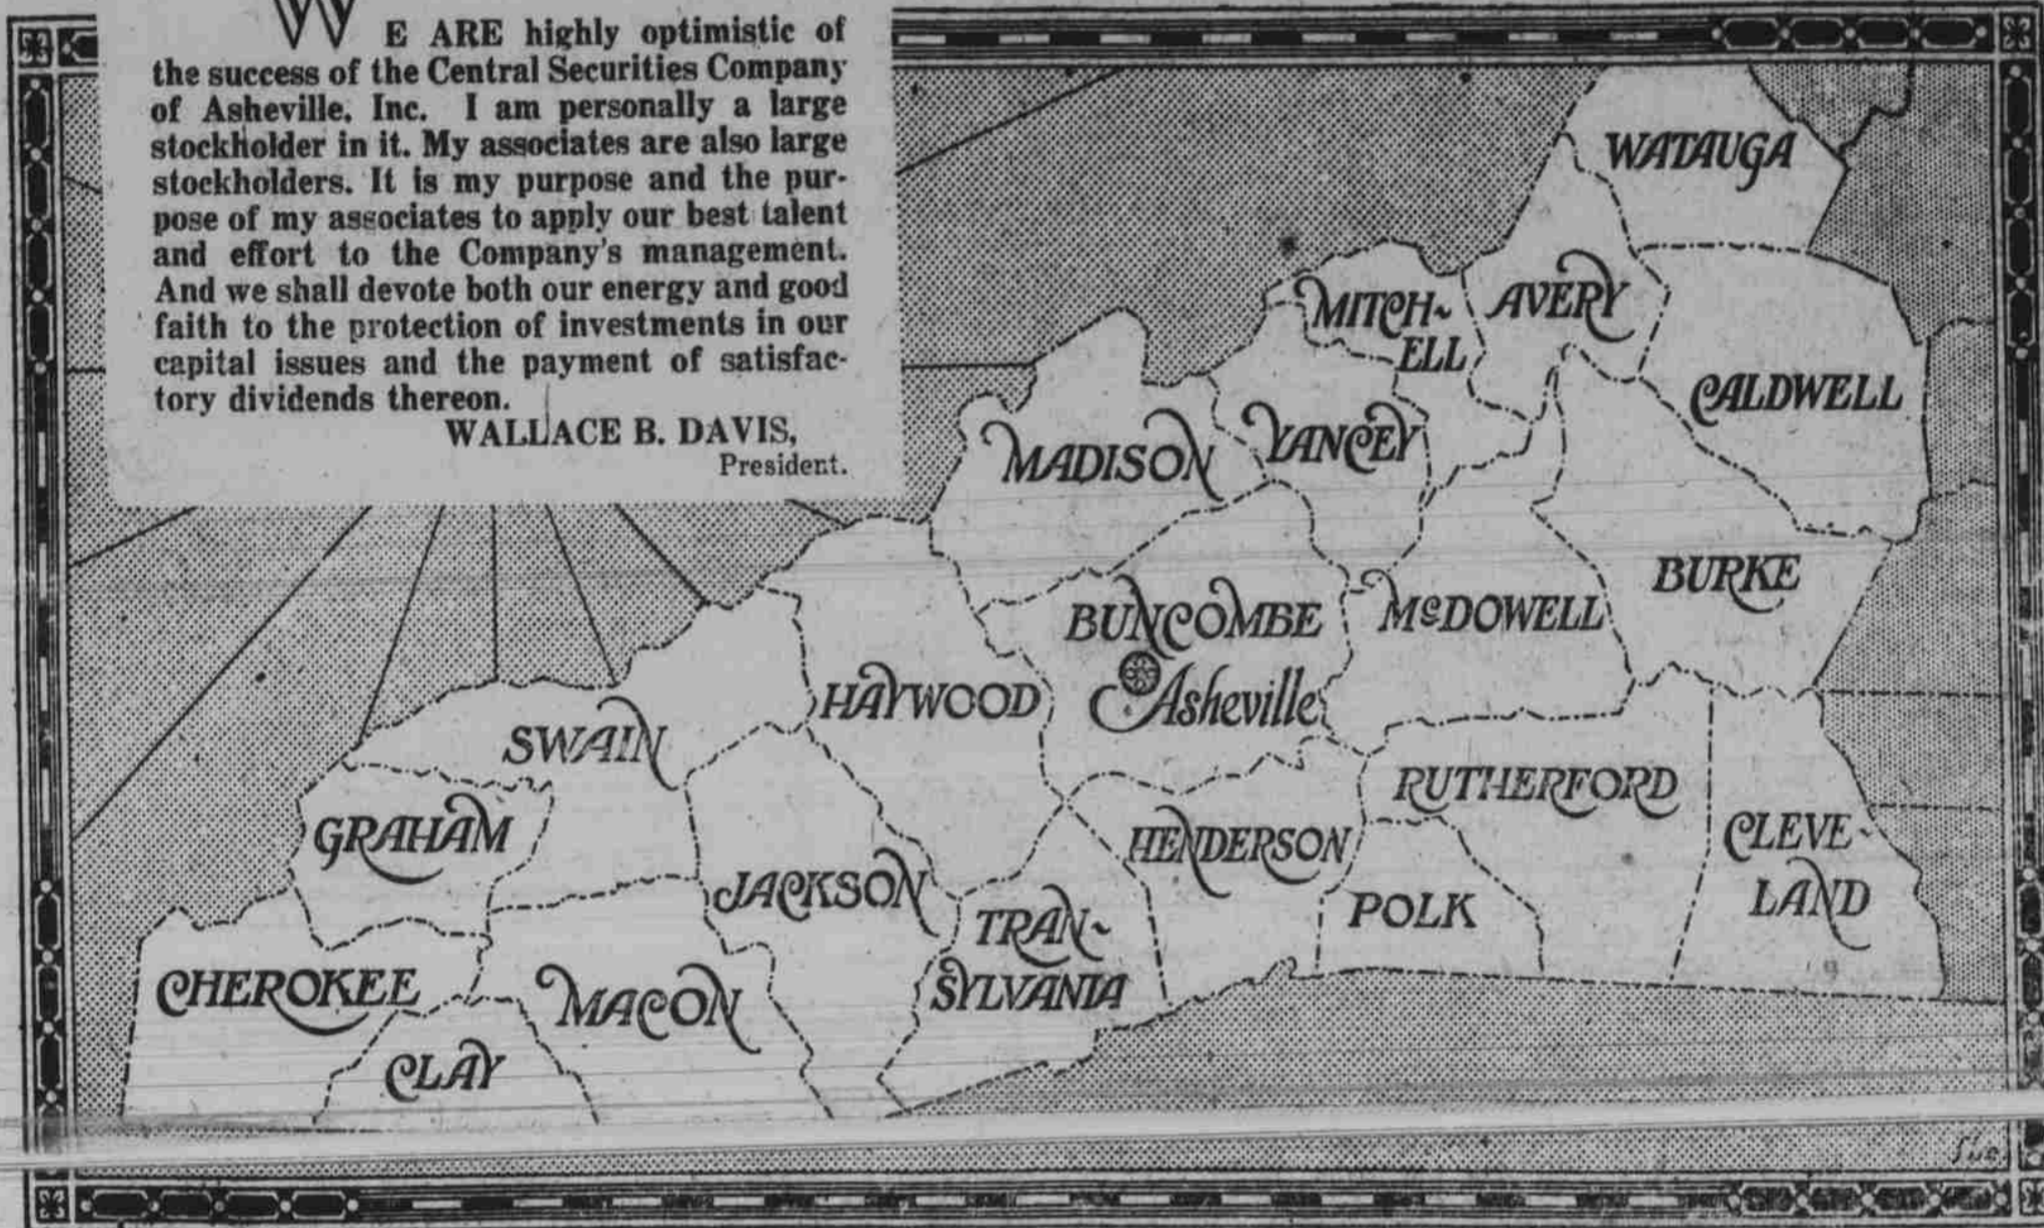 WE ARE highly optimistic of
the success of the Central Securities Company
of Asheville, Inc. I am personally a large
stockholder in it. My associates are also large
stockholders. It is my purpose and the pur-
pose of my associates to apply our best talent
and effort to the Company's management.
And we shall devote both our energy and good
faith to the protection of investments in our
capital issues and the payment of satisfac-
tory dividends thereon.
WALLACE B. DAVIS,
President.
WATAUGA
MITCH-
ELL
AVERY
CALDWELL
MADISON
YANCEY
BURKE
BUNCOMBE
McDOWELL
Asheville
HAYWOOD
SWAIN
RUTHERFORD
GRAHAM
HENDERSON
CLEVE-
LAND
JACKSON
TRAN-
SYLVANIA
POLK
CHEROKEE
MACON
CLAY